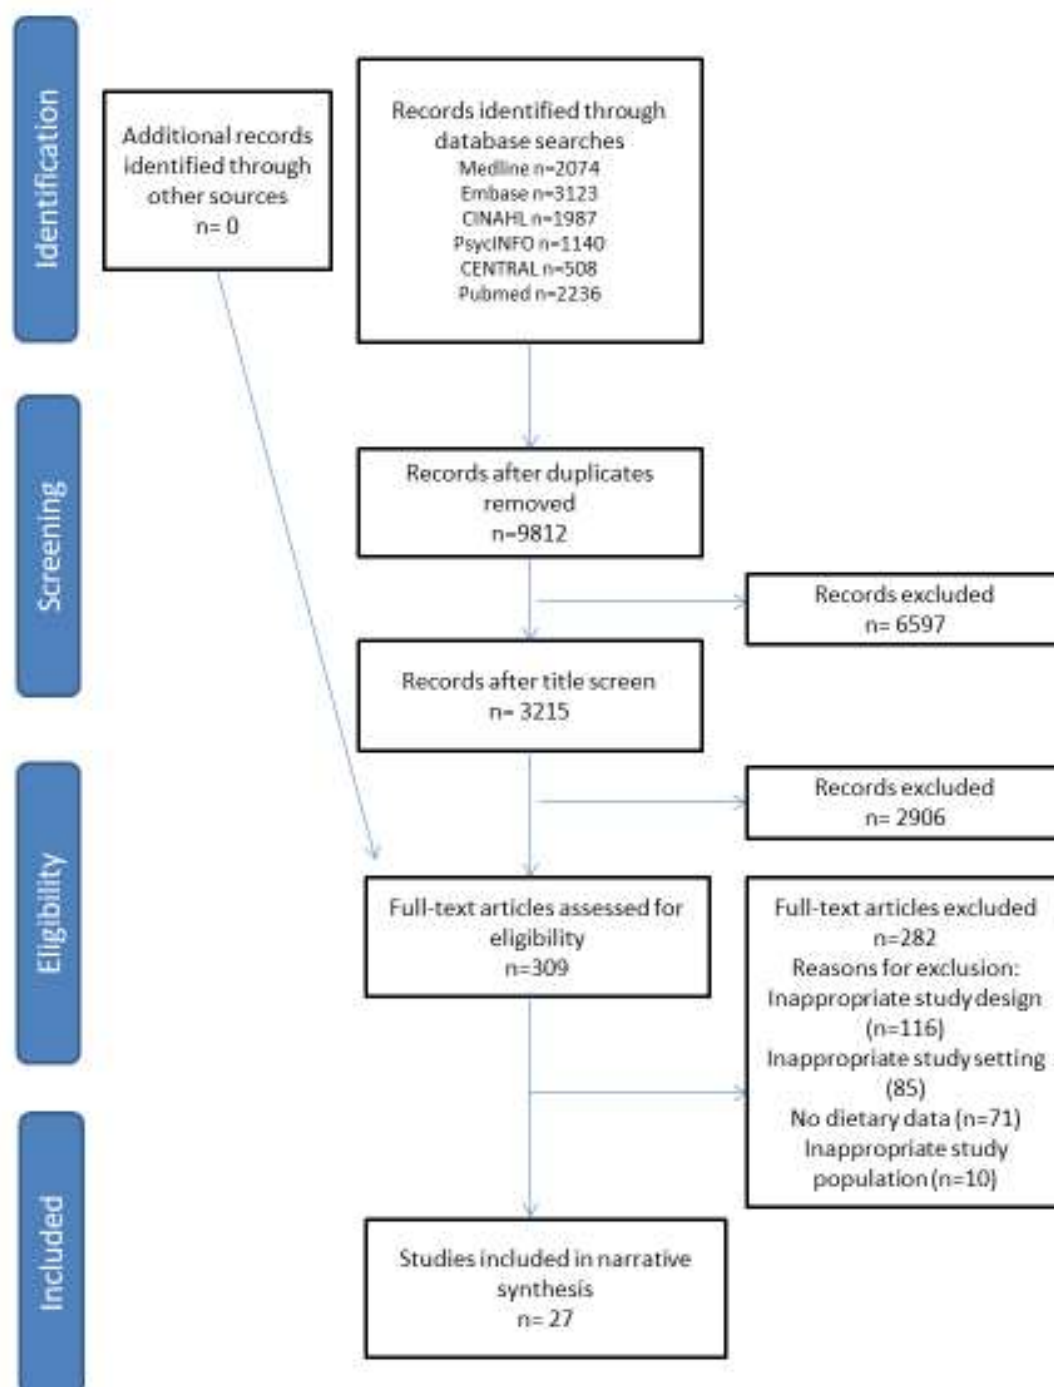 Identification
Additional records
identified through
other sources
n= 0
Records identified through
database searches
Medline n=2074
Embase n=3123
CINAHL n=1987
PsycINFO n=1140
CENTRAL n=508
Pubmed n=2236
Screening
Records after duplicates
removed
n=9812
Records excluded
n= 6597
Records after title screen
n= 3215
Eligibility
Records excluded
n= 2906
Full-text articles assessed for
eligibility
n=309
Full-text articles excluded
n=282
Reasons for exclusion:
Inappropriate study design
(n=116)
Inappropriate study setting
(85)
No dietary data (n=71)
Inappropriate study
population (n=10)
Included
Studies included in narrative
synthesis
n= 27